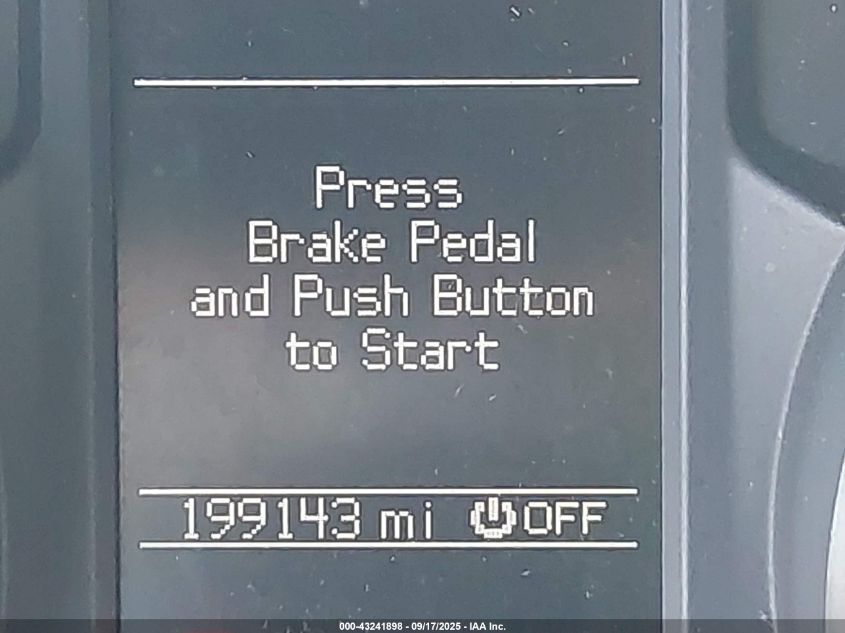 Press
Brake Pedal
and Push Button
to Start
199143 mi OFF
000-43241898 - 09/17/2025 - IAA Inc.